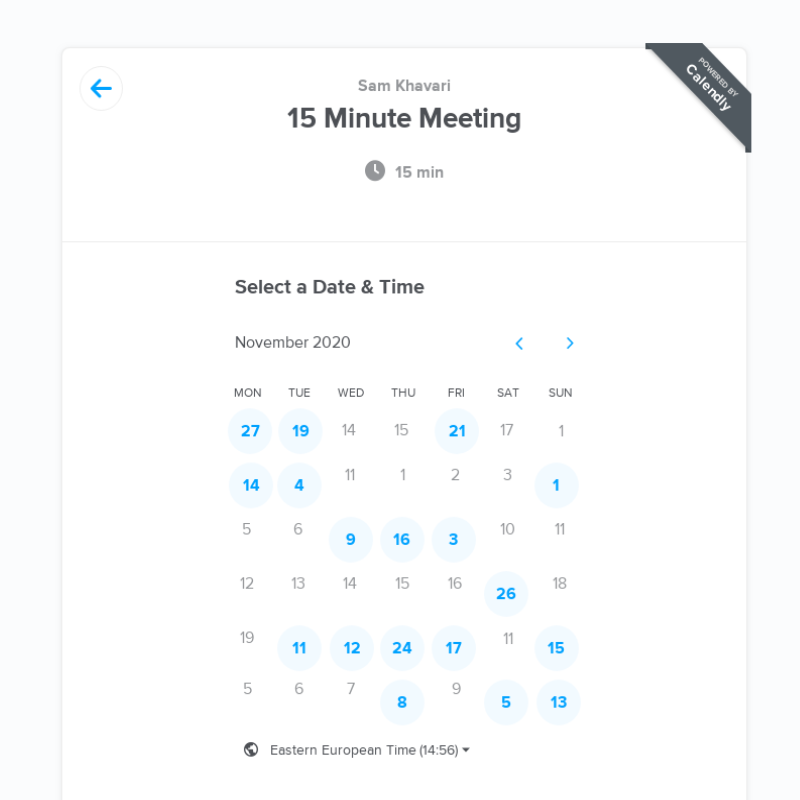 POWERED BY
Calendly
Sam Khavari
15 Minute Meeting
15 min
Select a Date & Time
November 2020
MON TUE WED THU FRI SAT SUN
27 19 14 15 21 17 1
14 4 11 1 2 3 1
5 6 9 16 3 10 11
12 13 14 15 16 26 18
19 11 12 24 17 11 15
5 6 7 8 9 5 13
Eastern European Time (14:56)